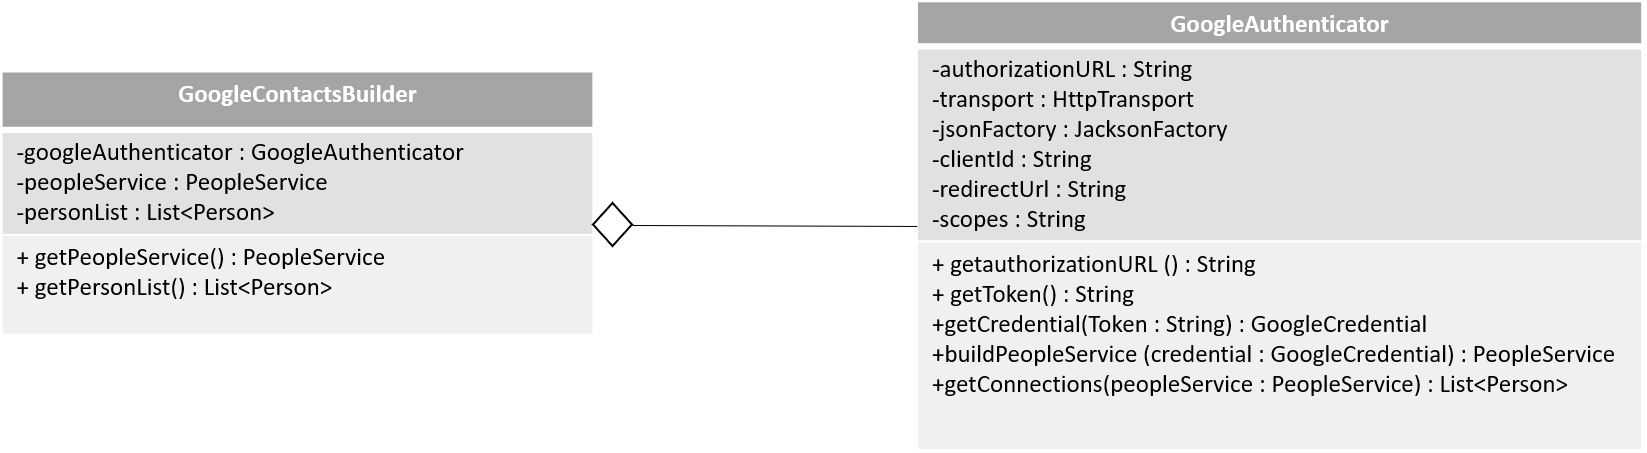 GoogleContactsBuilder
-googleAuthenticator : GoogleAuthenticator
-peopleService : PeopleService
-personList : List<Person>
+ getPeopleService() : PeopleService
+ getPersonList() : List<Person>
GoogleAuthenticator
-authorizationURL : String
-transport : HttpTransport
-jsonFactory : JacksonFactory
-clientId : String
-redirectUrl : String
-scopes : String
+ getauthorizationURL () : String
+ getToken() : String
+getCredential(Token : String) : GoogleCredential
+buildPeopleService (credential : GoogleCredential) : PeopleService
+getConnections(peopleService : PeopleService) : List<Person>